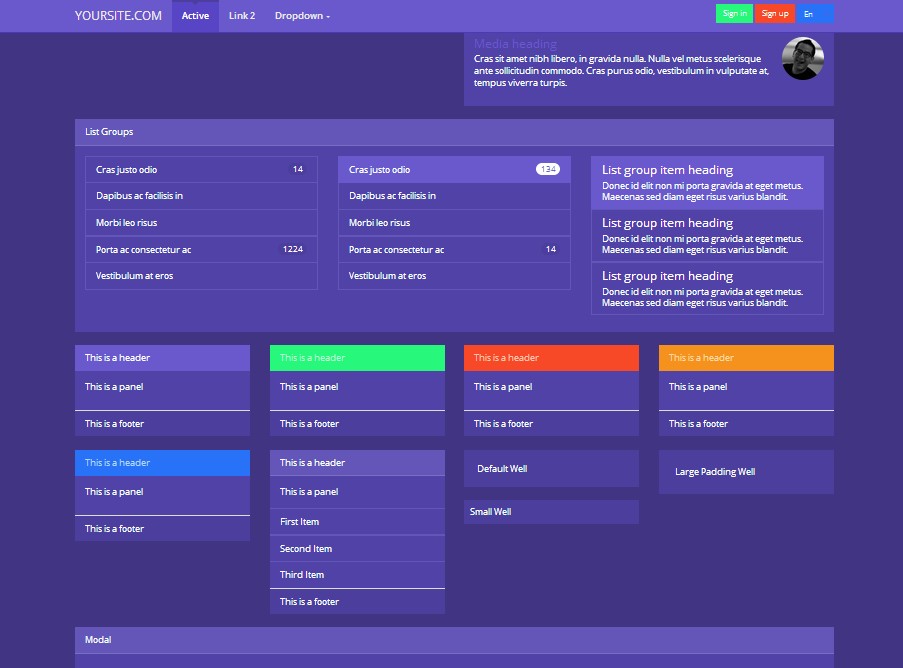 YOURSITE.COM Active Link 2 Dropdown Sign in Sign up En
Media heading
Cras sit amet nibh libero, in gravida nulla. Nulla vel metus scelerisque
ante sollicitudin commodo. Cras purus odio, vestibulum in vulputate at,
tempus viverra turpis.
List Groups
Cras justo odio 14
Dapibus ac facilisis in
Morbi leo risus
Porta ac consectetur ac 1224
Vestibulum at eros
Cras justo odio 134
Dapibus ac facilisis in
Morbi leo risus
Porta ac consectetur ac 14
Vestibulum at eros
List group item heading
Donec id elit non mi porta gravida at eget metus.
Maecenas sed diam eget risus varius blandit.
List group item heading
Donec id elit non mi porta gravida at eget metus.
Maecenas sed diam eget risus varius blandit.
List group item heading
Donec id elit non mi porta gravida at eget metus.
Maecenas sed diam eget risus varius blandit.
This is a header
This is a panel
This is a footer
This is a header
This is a panel
This is a footer
This is a header
This is a panel
This is a footer
This is a header
This is a panel
This is a footer
This is a header
This is a panel
This is a footer
This is a header
This is a panel
First Item
Second Item
Third Item
This is a footer
Default Well
Small Well
Large Padding Well
Modal